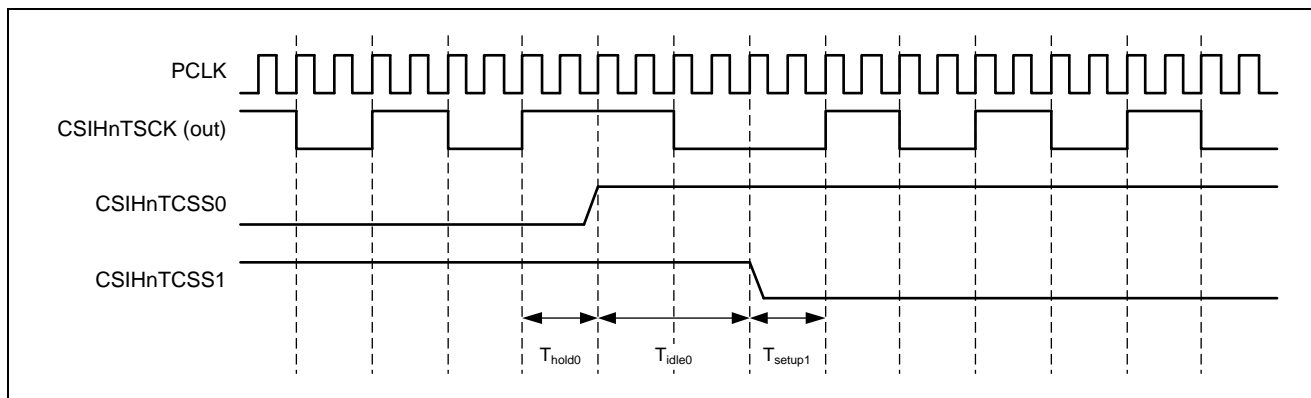 PCLK
CSIHnTSCK (out)
CSIHnTCSS0
CSIHnTCSS1
Thold0 Tidle0 Tsetup1